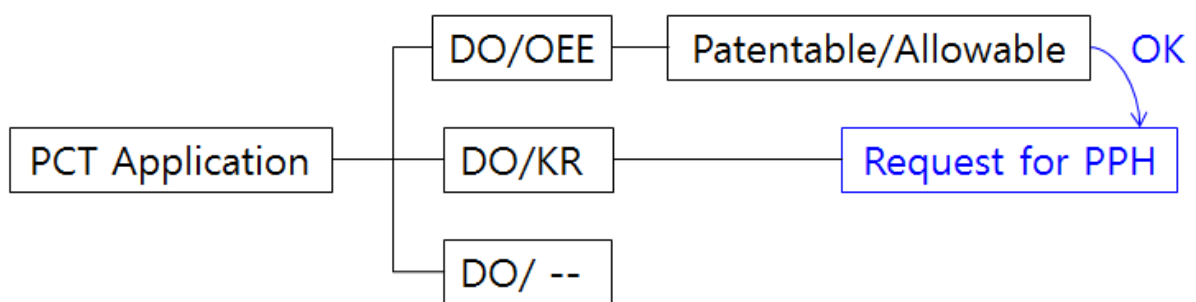 DO/OEE
Patentable/Allowable
OK
PCT Application
DO/KR
Request for PPH
DO/ --